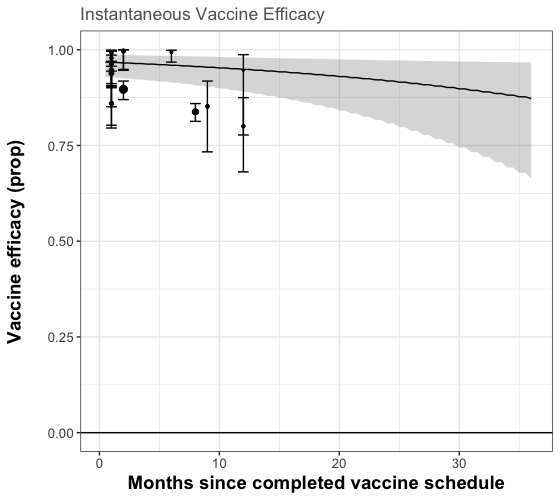 Instantaneous Vaccine Efficacy
Vaccine efficacy (prop)
1.00
0.75
0.50
0.25
0.00
0 10 20 30
Months since completed vaccine schedule